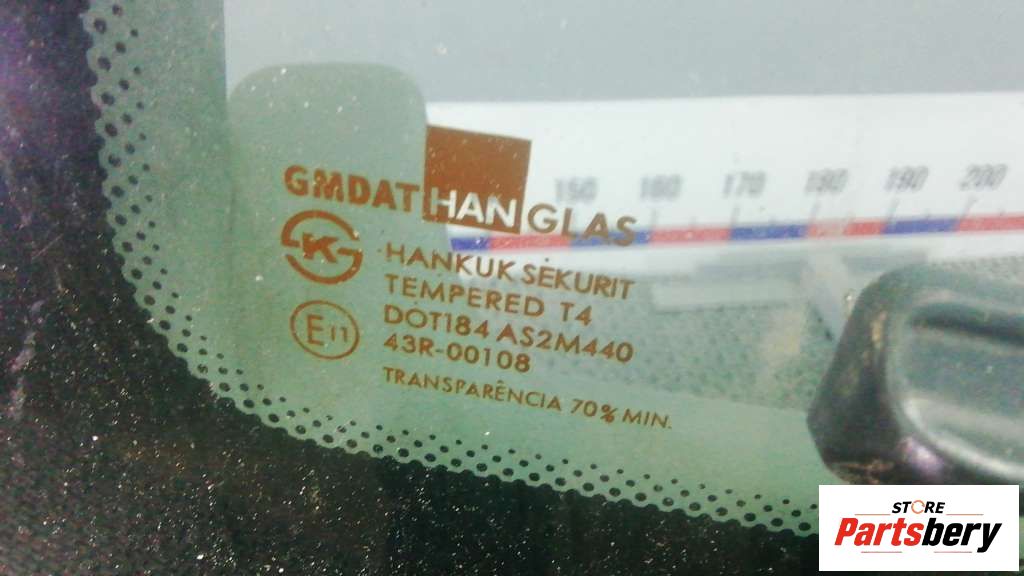 150 160 170 180 190 200
GMDAT HANGLAS
K
HANKUK SEKURIT
TEMPERED T4
E11
DOT184 AS2M440
43R-00108
TRANSPARÊNCIA 70% MIN.
STORE
Partsbery